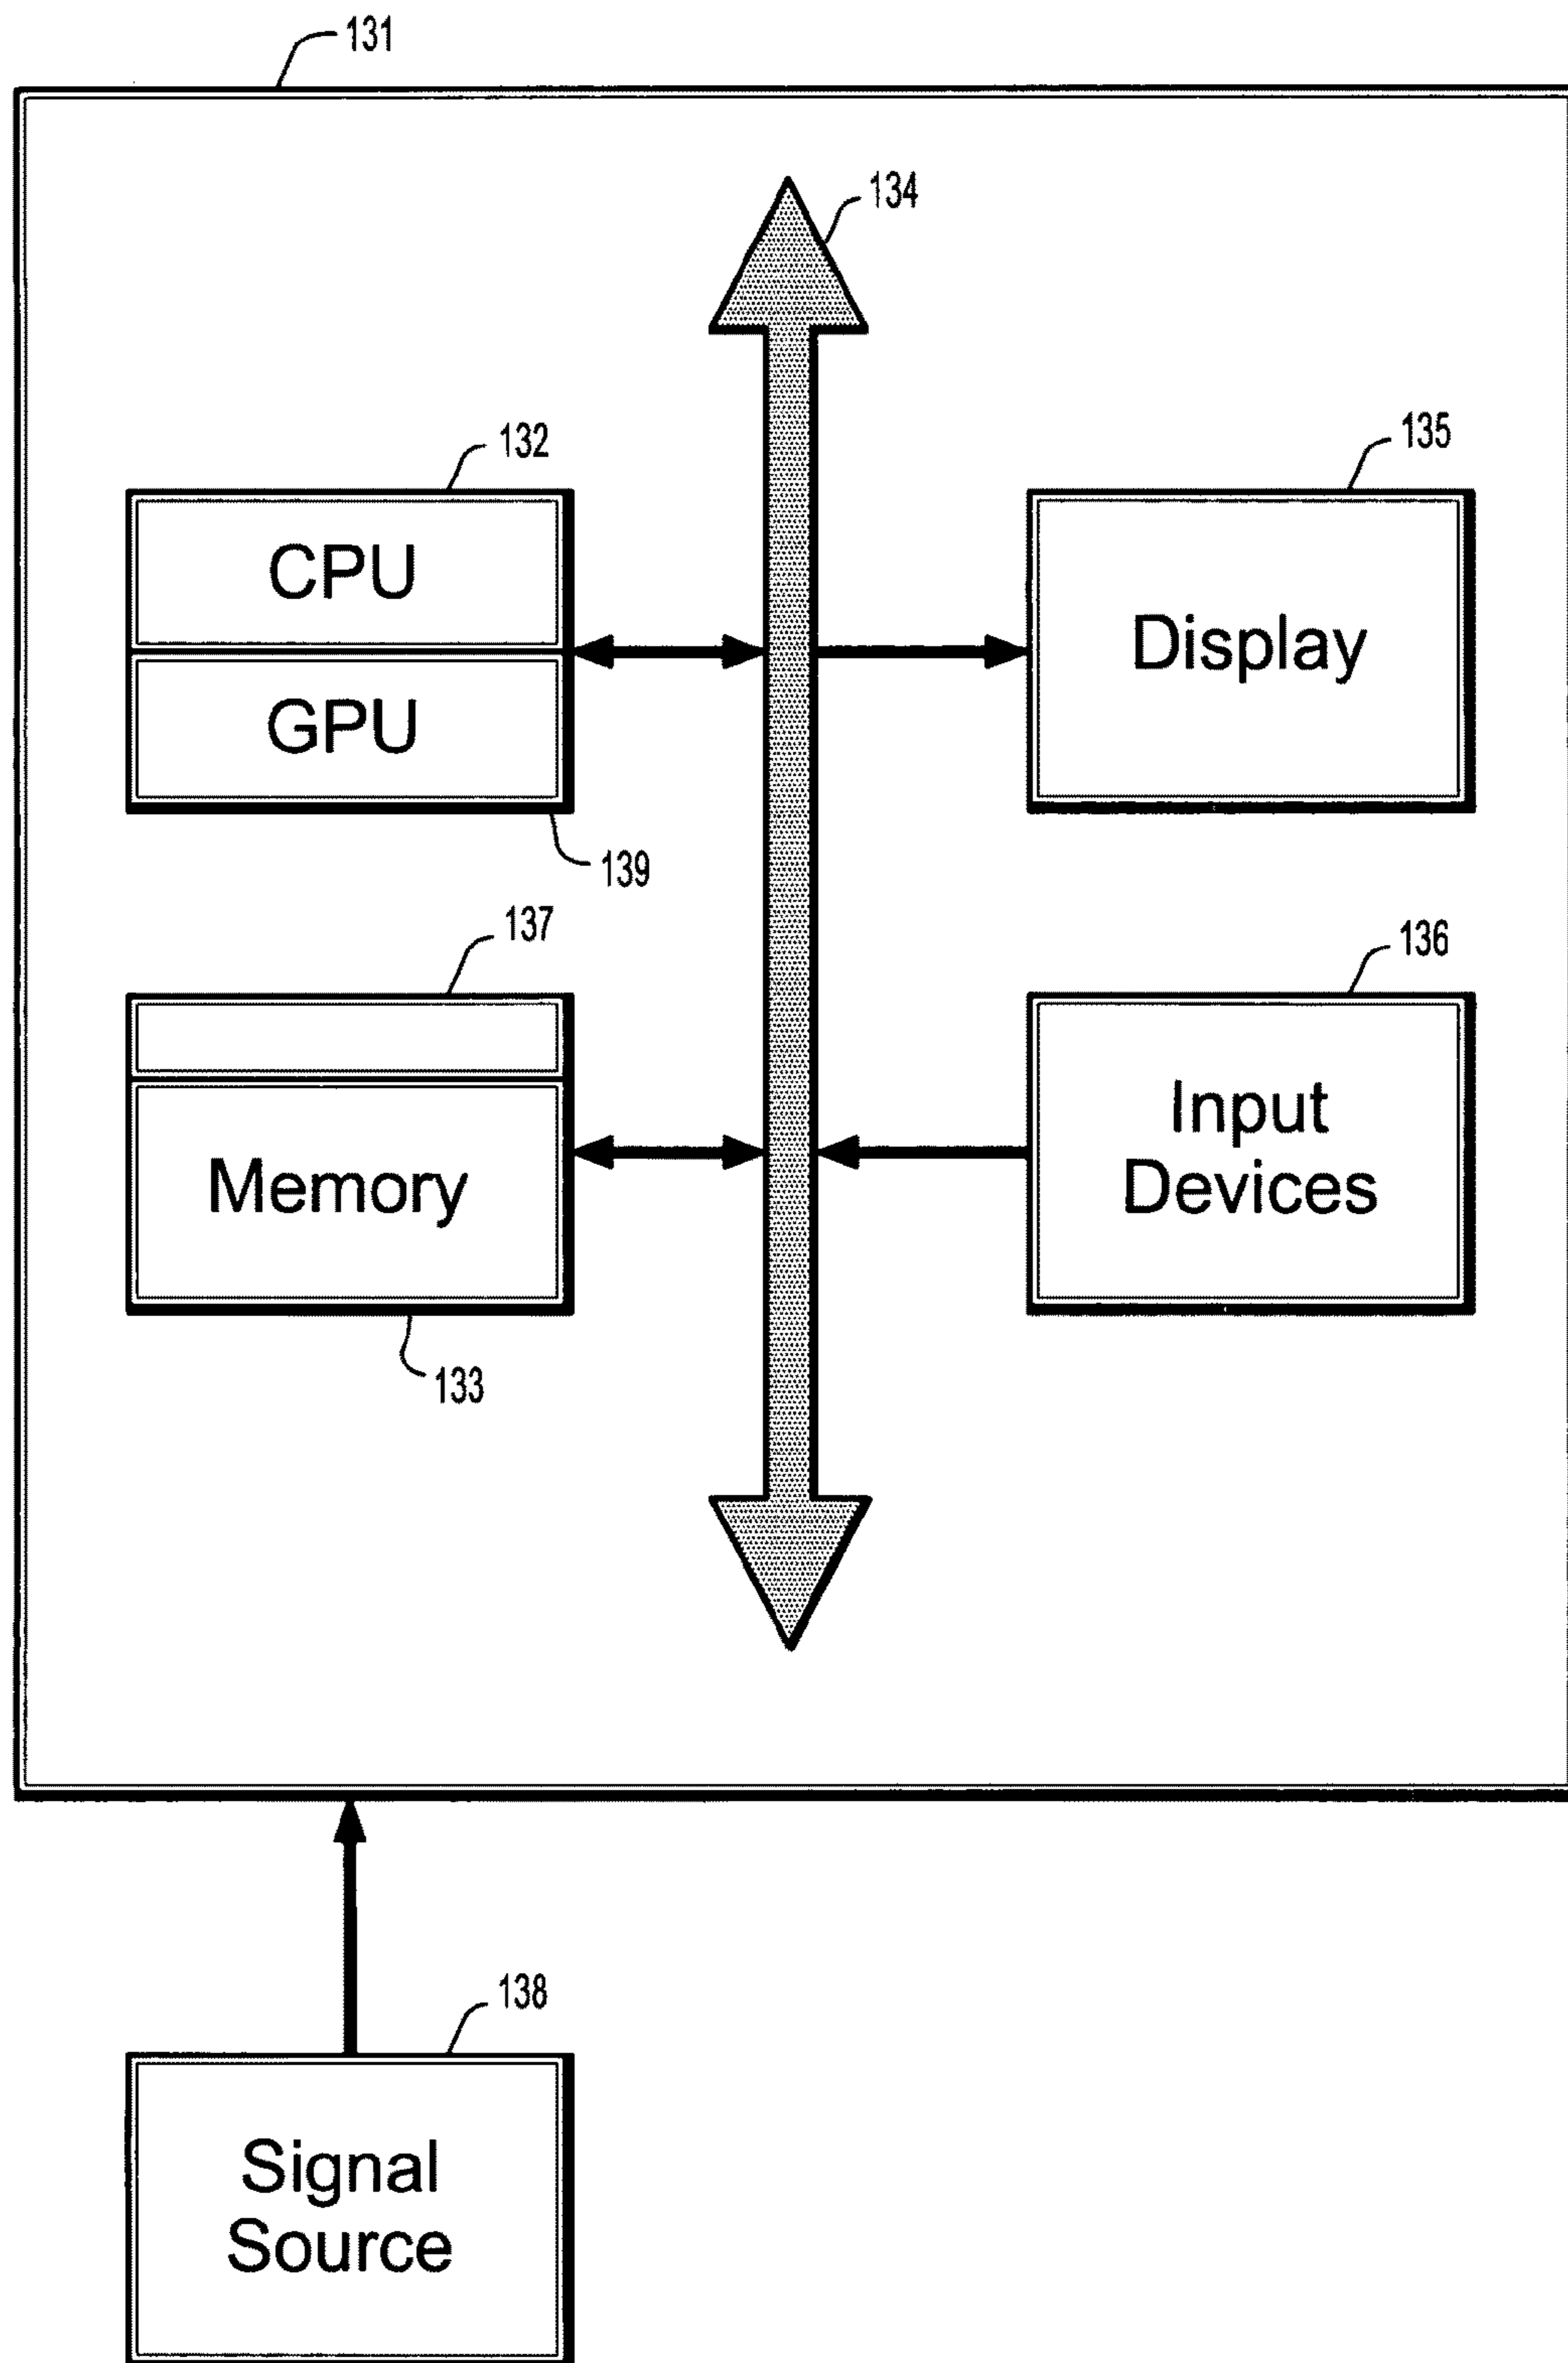 131
134
132
135
CPU
Display
GPU
139
137
136
Input
Devices
Memory
133
138
Signal
Source